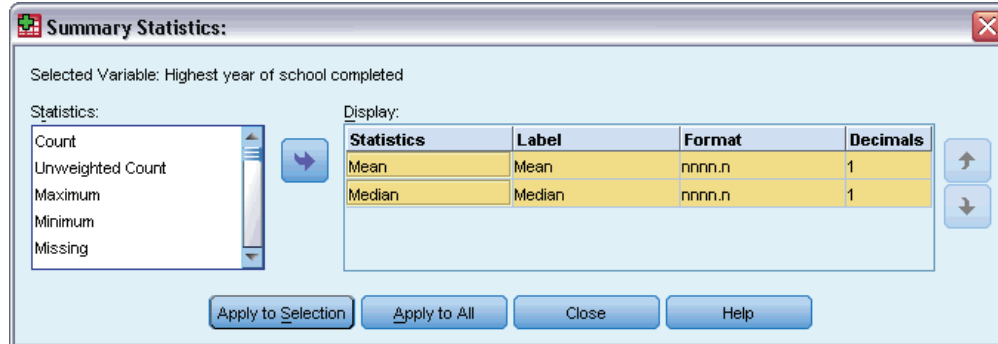 Summary Statistics:
Selected Variable: Highest year of school completed
Statistics:
Display:
Count
Unweighted Count
Maximum
Minimum
Missing
Statistics Label Format Decimals
Mean Mean nnnn.n 1
Median Median nnnn.n 1
Apply to Selection Apply to All Close Help